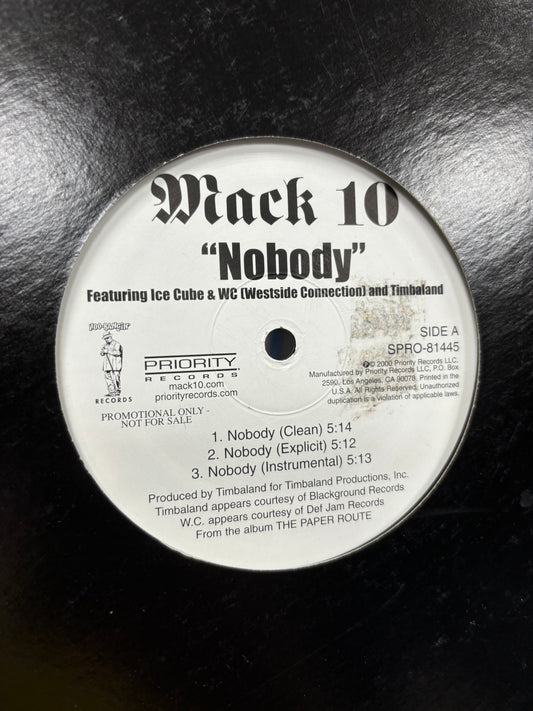 Mack 10
“Nobody”
Featuring Ice Cube & WC (Westside Connection) and Timbaland
HOO-BANGIN'
RECORDS
PRIORITY
RECORDS
mack10.com
priorityrecords.com
PROMOTIONAL ONLY -
NOT FOR SALE
SIDE A
SPRO-81445
℗© 2000 Priority Records LLC.
Manufactured by Priority Records LLC, P.O. Box
2590, Los Angeles, CA 90078. Printed in the
U.S.A. All Rights Reserved. Unauthorized
duplication is a violation of applicable laws.
1. Nobody (Clean) 5:14
2. Nobody (Explicit) 5:12
3. Nobody (Instrumental) 5:13
Produced by Timbaland for Timbaland Productions, Inc.
Timbaland appears courtesy of Blackground Records
W.C. appears courtesy of Def Jam Records
From the album THE PAPER ROUTE